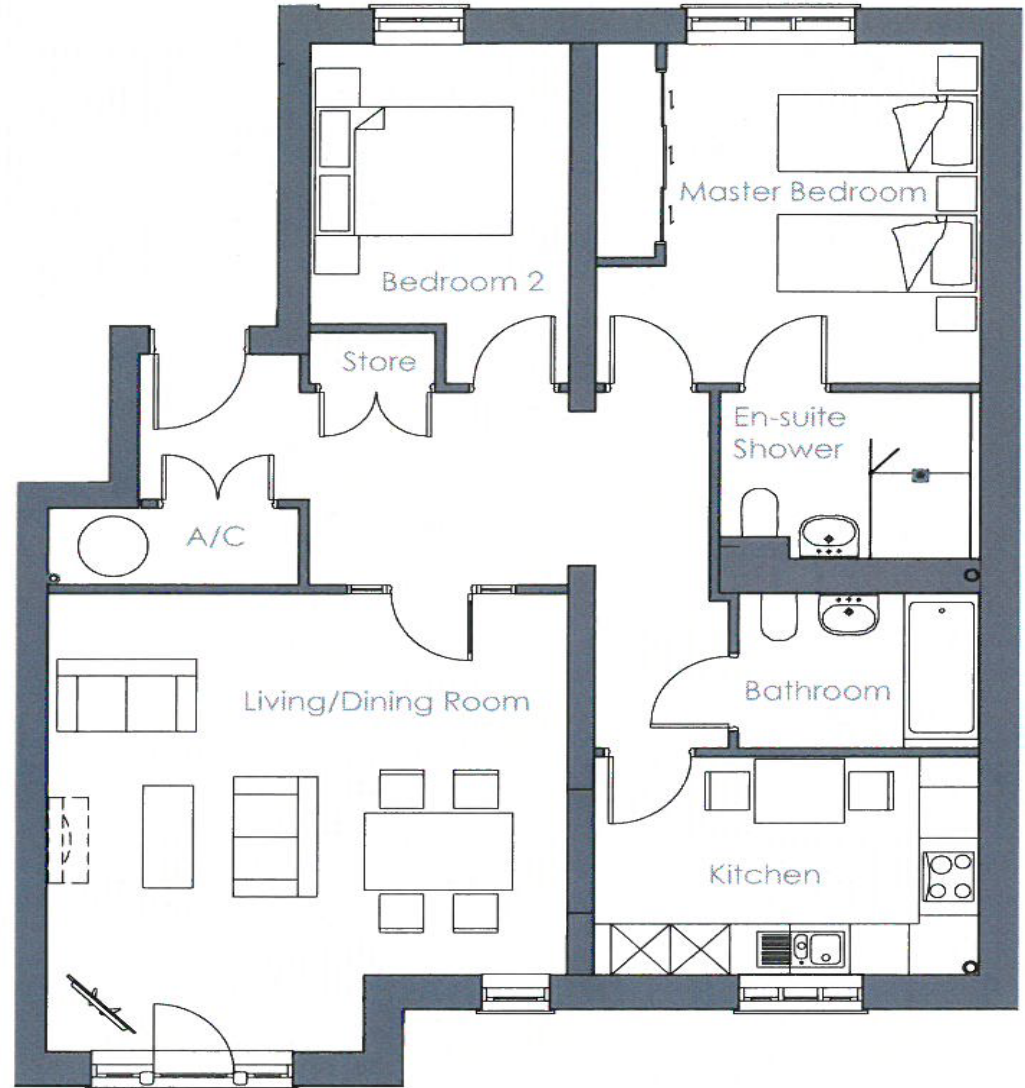 Master Bedroom
Bedroom 2
Store
En-suite
Shower
A/C
Living/Dining Room
Bathroom
Kitchen